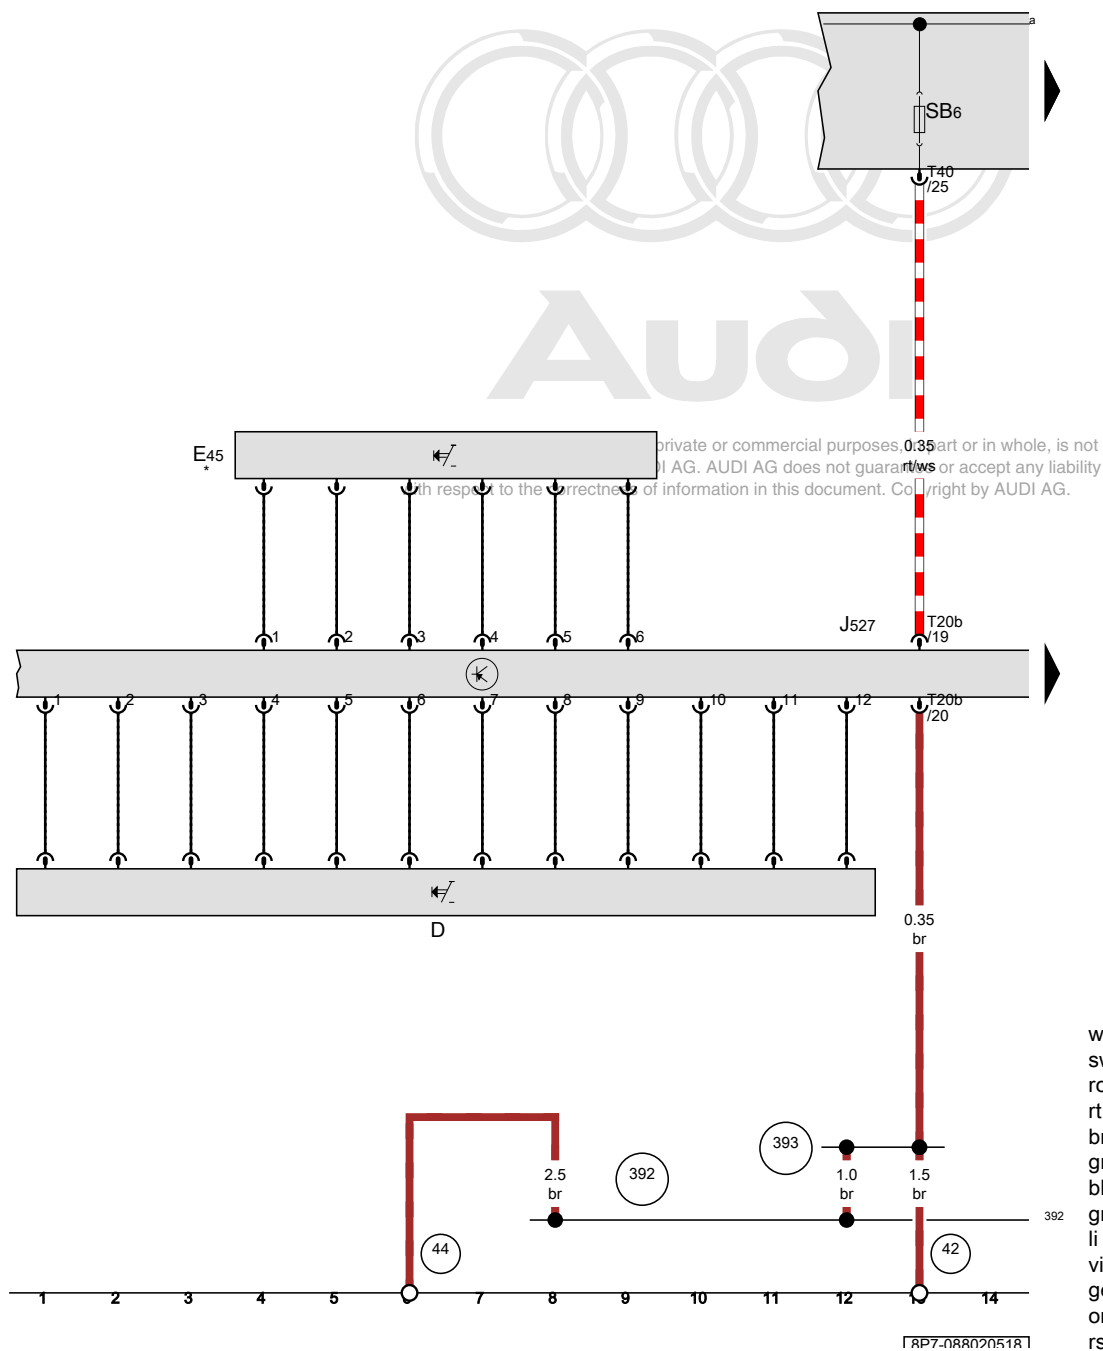 a
SB6
T40
/25
Audi
E45
*
0.35
rt/ws
private or commercial purposes, in part or in whole, is not
AUDI AG. AUDI AG does not guarantee or accept any liability
with respect to the correctness of information in this document. Copyright by AUDI AG.
J527
T20b
/19
1 2 3 4 5 6
1 2 3 4 5 6 7 8 9 10 11 12
T20b
/20
D
0.35
br
393
392
2.5
br
1.0
br
1.5
br
392
44
42
1 2 3 4 5 6 7 8 9 10 11 12 13 14
li
8P7-088020518